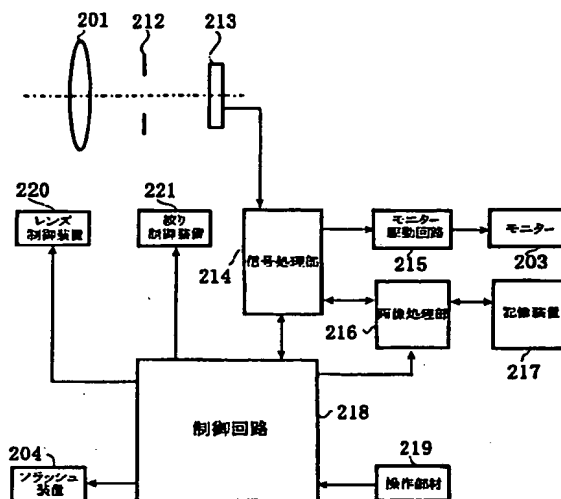 201
212
213
220
レンズ
制御装置
221
絞り
制御装置
214
信号処理部
モニター
駆動回路
215
モニター
203
216
画像処理部
記録装置
217
制御回路
218
204
フラッシュ
装置
219
操作部材